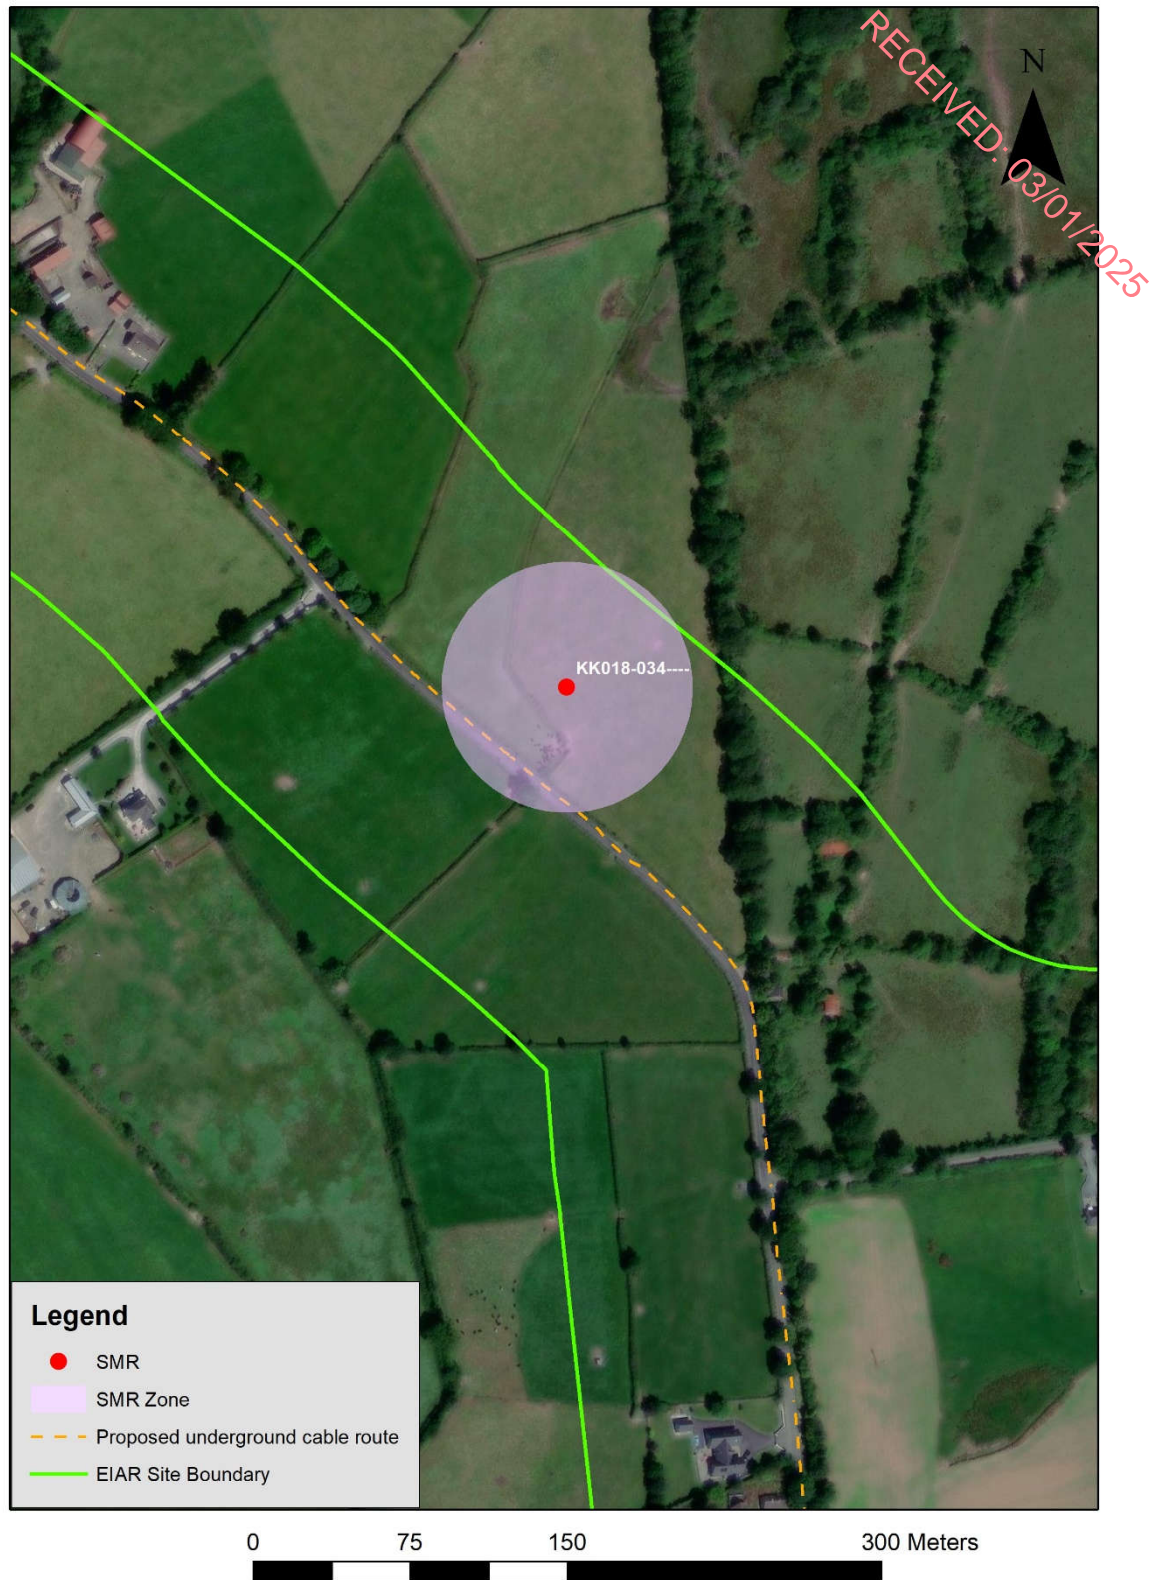 RECEIVED: 03/01/2025
N
KK018-034----
Legend
SMR
SMR Zone
Proposed underground cable route
EIAR Site Boundary
0 75 150 300 Meters